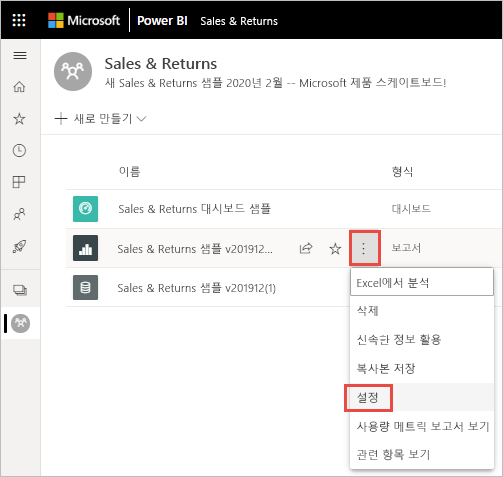 Microsoft Power BI Sales & Returns
Sales & Returns
새 Sales & Returns 샘플 2020년 2월 -- Microsoft 제품 스케이트보드!
새로 만들기
이름 형식
Sales & Returns 대시보드 샘플 대시보드
Sales & Returns 샘플 v201912... 보고서
Sales & Returns 샘플 v201912(1)
Excel에서 분석
삭제
신속한 정보 활용
복사본 저장
설정
사용량 메트릭 보고서 보기
관련 항목 보기